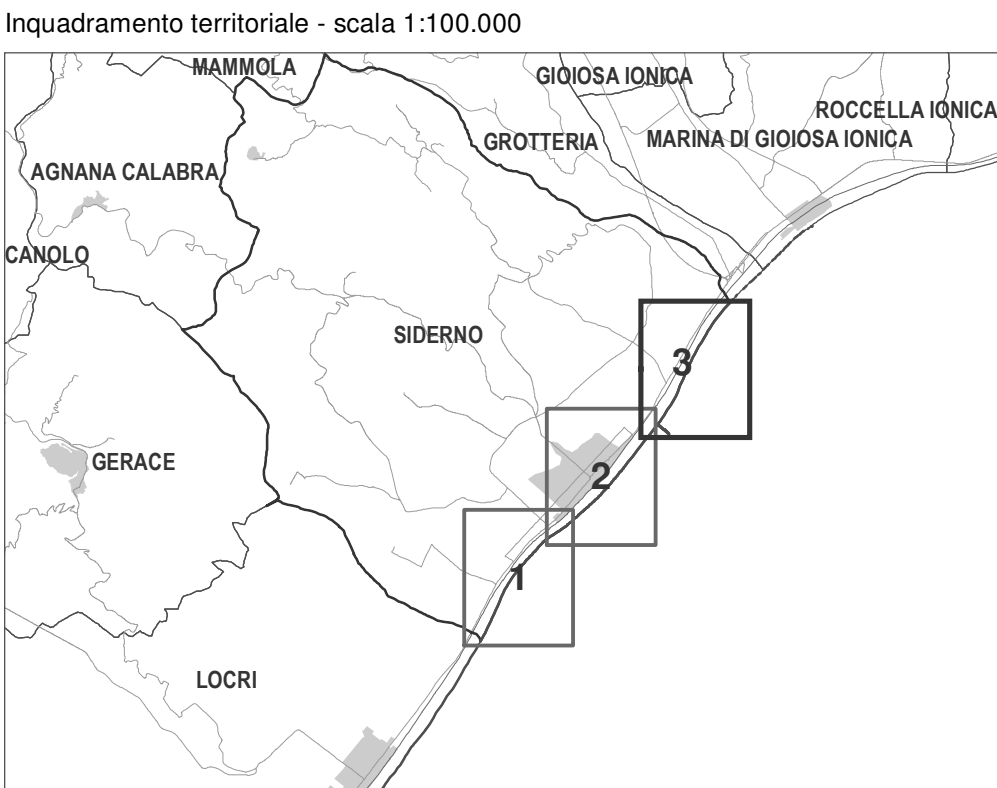 Inquadramento territoriale - scala 1:100.000
MAMMOLA
GIOIOSA IONICA
ROCCELLA IONICA
GROTTERIA
MARINA DI GIOIOSA IONICA
AGNANA CALABRA
CANOLO
SIDERNO
3
GERACE
2
1
LOCRI